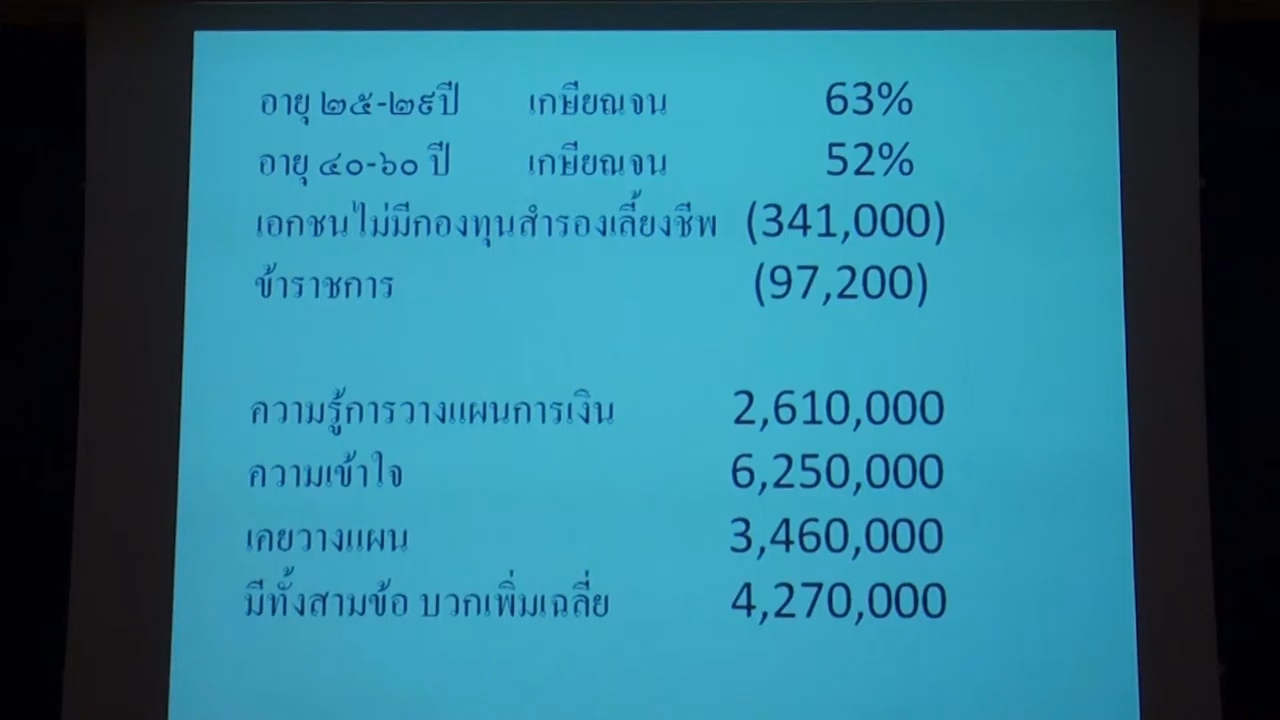 อายุ ๒๕-๒๙ปี เกษียณจน 63%
อายุ ๔๐-๖๐ ปี เกษียณจน 52%
เอกชนไม่มีกองทุนสำรองเลี้ยงชีพ (341,000)
ข้าราชการ (97,200)
ความรู้การวางแผนการเงิน 2,610,000
ความเข้าใจ 6,250,000
เคยวางแผน 3,460,000
มีทั้งสามข้อ บวกเพิ่มเฉลี่ย 4,270,000